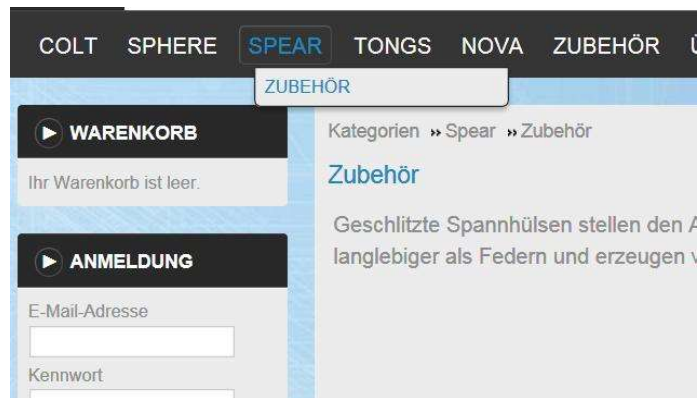 COLT SPHERE SPEAR TONGS NOVA ZUBEHÖR
ZUBEHÖR
WARENKORB
Ihr Warenkorb ist leer.
ANMELDUNG
E-Mail-Adresse
Kennwort
Kategorien » Spear » Zubehör
Zubehör
Geschlitzte Spannhülsen stellen den
langlebiger als Federn und erzeugen